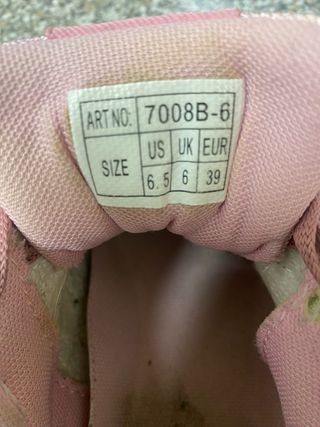 ART NO: 7008B-6
SIZE US UK EUR
6.5 6 39